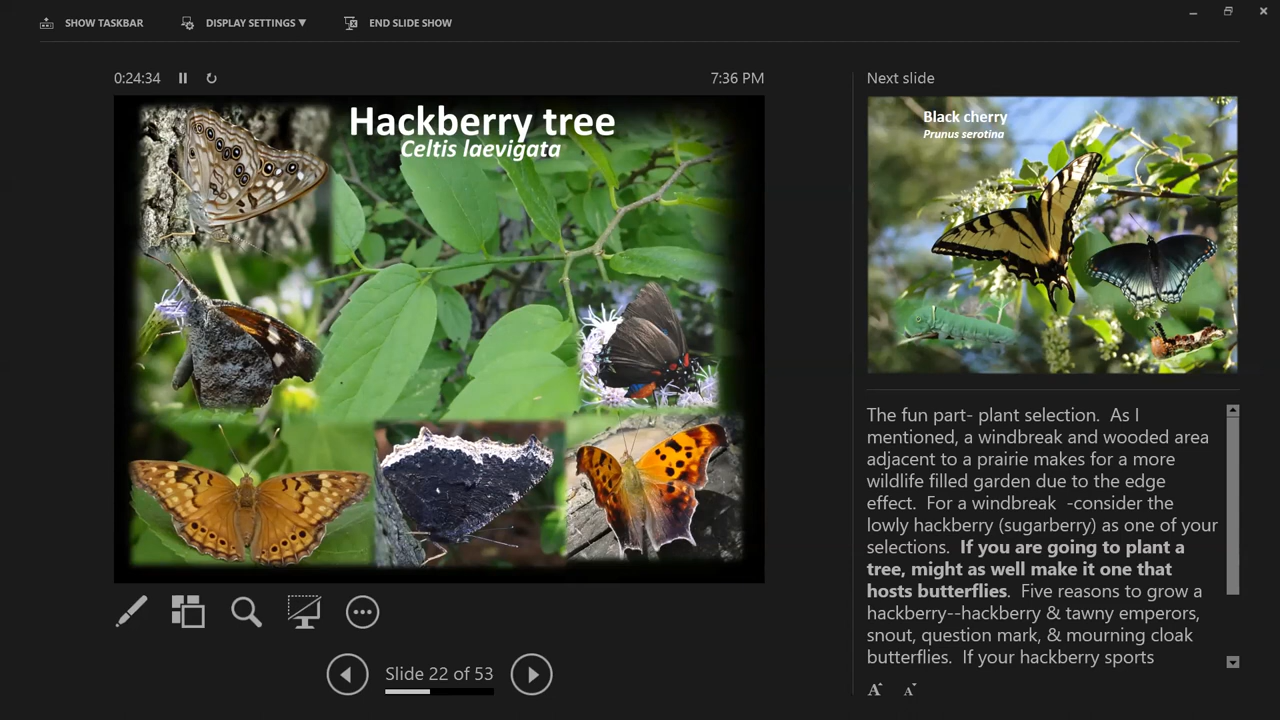 SHOW TASKBAR
DISPLAY SETTINGS ▼
END SLIDE SHOW
0:24:34
7:36 PM
Hackberry tree
Celtis laevigata
Slide 22 of 53
Next slide
Black cherry
Prunus serotina
The fun part- plant selection.  As I
mentioned, a windbreak and wooded area
adjacent to a prairie makes for a more
wildlife filled garden due to the edge
effect.  For a windbreak  -consider the
lowly hackberry (sugarberry) as one of your
selections.  If you are going to plant a
tree, might as well make it one that
hosts butterflies.  Five reasons to grow a
hackberry--hackberry & tawny emperors,
snout, question mark, & mourning cloak
butterflies.  If your hackberry sports
A A